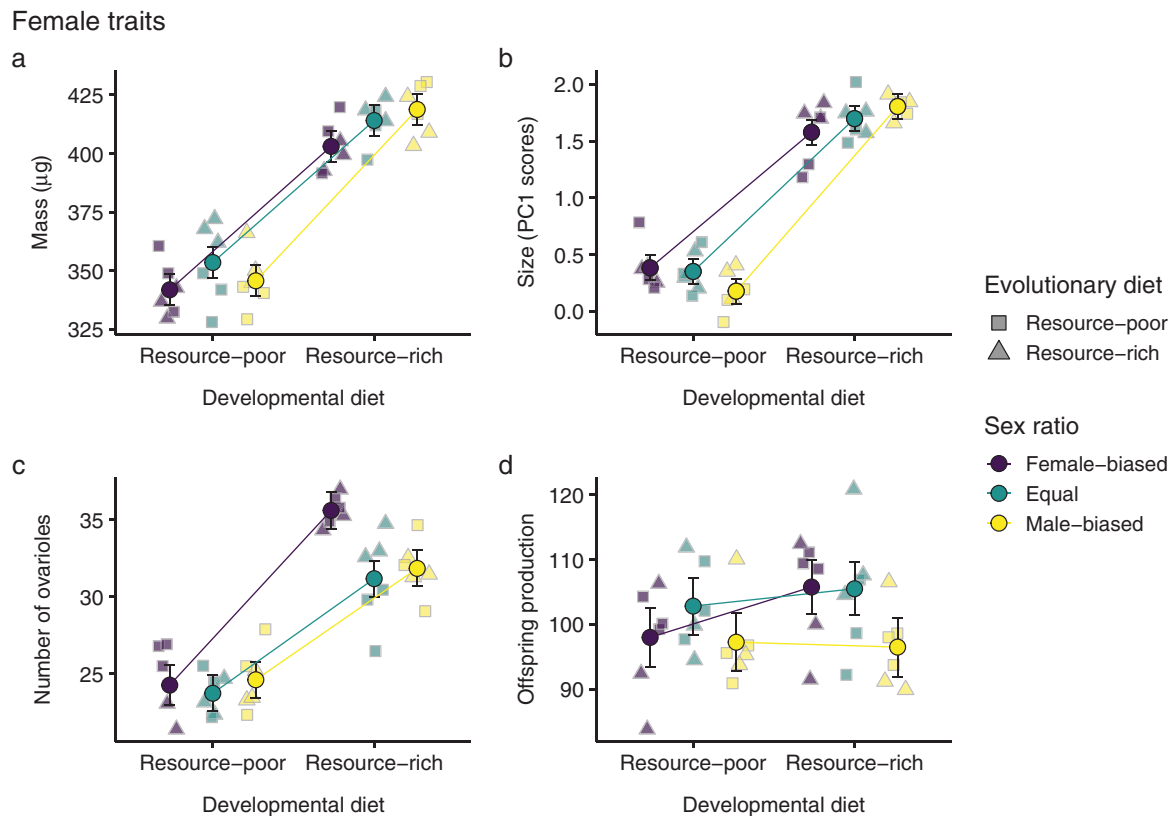 Female traits
a
Mass (µg)
425
400
375
350
325
Resource−poor
Resource−rich
Developmental diet
b
Size (PC1 scores)
2.0
1.5
1.0
0.5
0.0
Resource−poor
Resource−rich
Developmental diet
Evolutionary diet
Resource−poor
Resource−rich
Sex ratio
Female−biased
Equal
Male−biased
c
Number of ovarioles
35
30
25
Resource−poor
Resource−rich
Developmental diet
d
Offspring production
120
110
100
90
Resource−poor
Resource−rich
Developmental diet